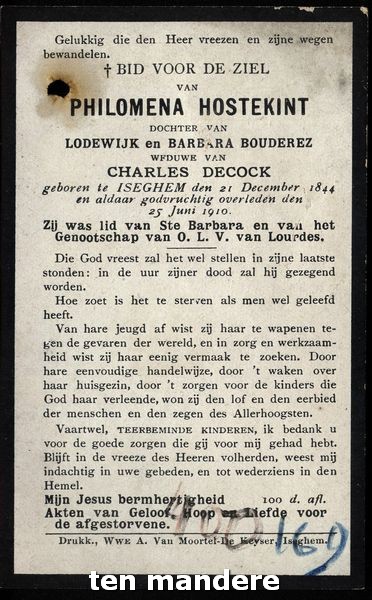 Gelukkig die den Heer vreezen en zijne wegen
bewandelen.
† BID VOOR DE ZIEL
VAN
PHILOMENA HOSTEKINT
DOCHTER VAN
LODEWIJK en BARBARA BOUDEREZ
WEDUWE VAN
CHARLES DECOCK
geboren te ISEGHEM den 21 December 1844
en aldaar godvruchtig overleden den
25 Juni 1910.
Zij was lid van Ste Barbara en van het
Genootschap van O. L. V. van Lourdes.
Die God vreest zal het wel stellen in zijne laatste
stonden : in de uur zijner dood zal hij gezegend
worden.
Hoe zoet is het te sterven als men wel geleefd
heeft.
Van hare jeugd af wist zij haar te wapenen te-
gen de gevaren der wereld, en in zorg en werkzaam-
heid wist zij haar eenig vermaak te zoeken. Door
hare eenvoudige handelwijze, door 't waken over
haar huisgezin, door 't zorgen voor de kinders die
God haar verleende, won zij den lof en den eerbied
der menschen en den zegen des Allerhoogsten.
Vaartwel, TEERBEMINDE KINDEREN, ik bedank u
voor de goede zorgen die gij voor mij gehad hebt.
Blijft in de vreeze des Heeren volherden, weest mij
indachtig in uwe gebeden, en tot wederziens in den
Hemel.
Mijn Jesus bermhertigheid 100 d. afl.
Akten van Geloof, Hoop en Liefde voor
de afgestorvene.
400 169
Drukk., WWE A. Van Moortel-De Keyser, Iseghem.
ten mandere